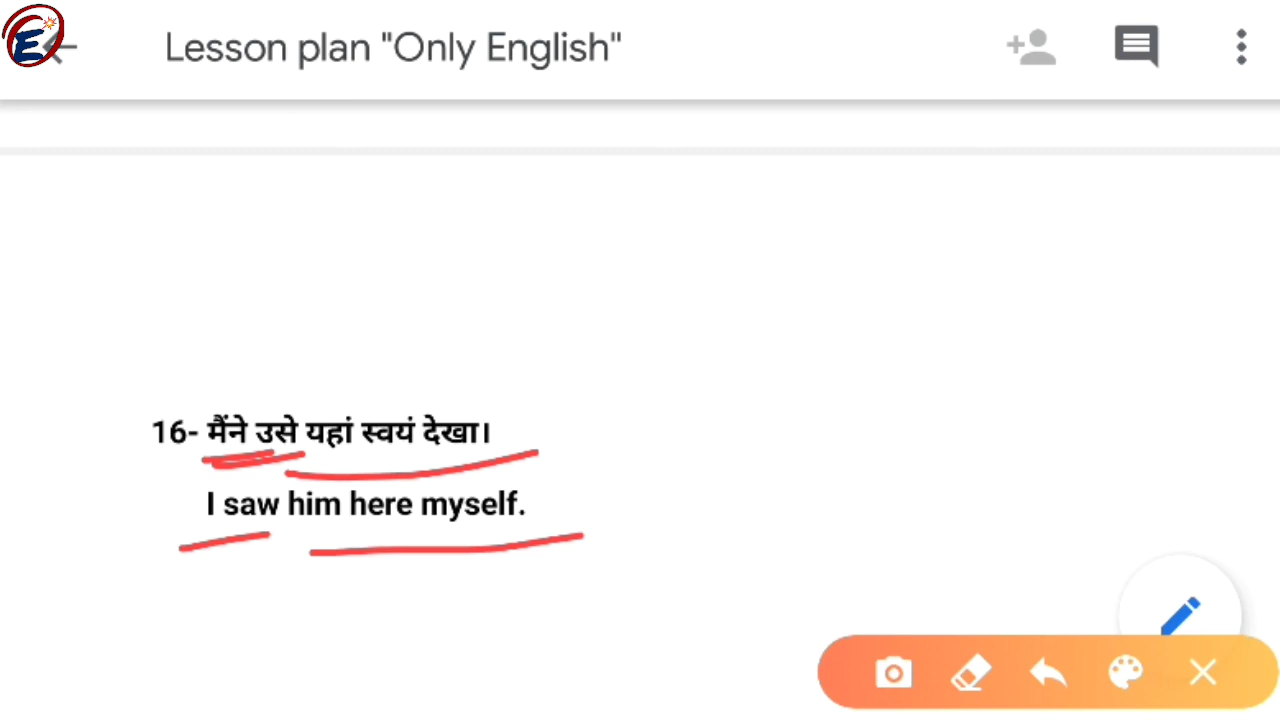 E
Lesson plan "Only English"
16- मैंने उसे यहां स्वयं देखा।
I saw him here myself.